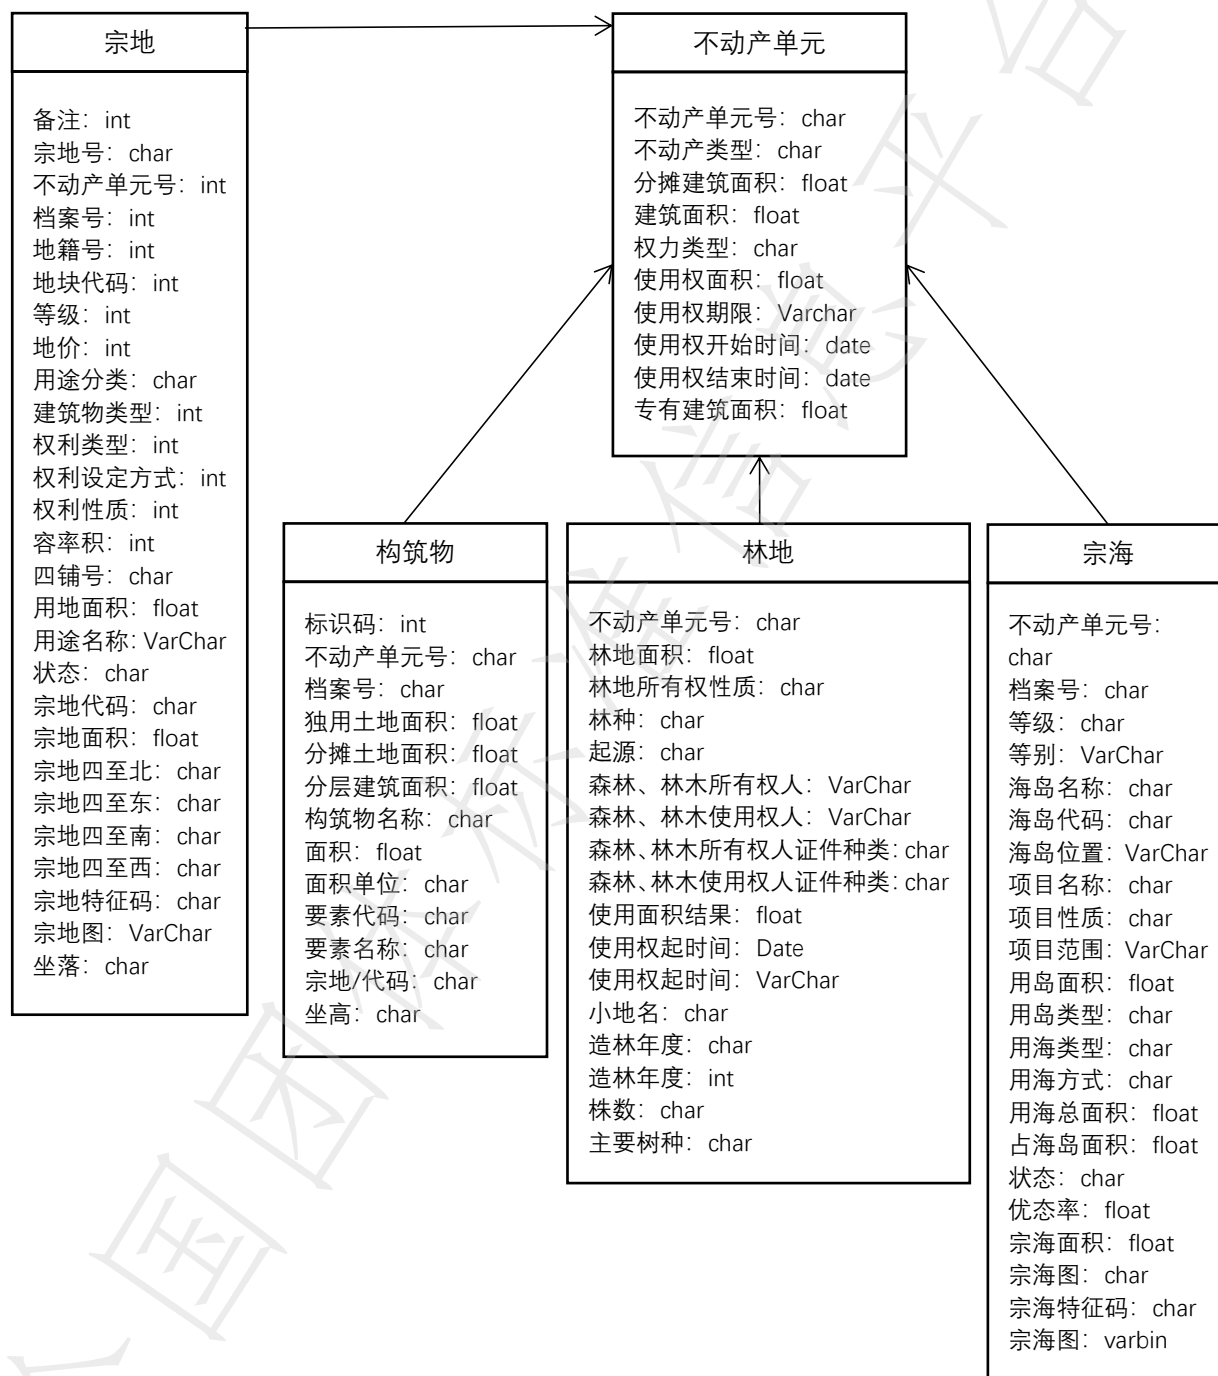 宗地
备注：int
宗地号：char
不动产单元号：int
档案号：int
地籍号：int
地块代码：int
等级：int
地价：int
用途分类：char
建筑物类型：int
权利类型：int
权利设定方式：int
权利性质：int
容率积：int
四铺号：char
用地面积：float
用途名称：VarChar
状态：char
宗地代码：char
宗地面积：float
宗地四至北：char
宗地四至东：char
宗地四至南：char
宗地四至西：char
宗地特征码：char
宗地图：VarChar
坐落：char
不动产单元
不动产单元号：char
不动产类型：char
分摊建筑面积：float
建筑面积：float
权力类型：char
使用权面积：float
使用权期限：Varchar
使用权开始时间：date
使用权结束时间：date
专有建筑面积：float
构筑物
标识码：int
不动产单元号：char
档案号：char
独用土地面积：float
分摊土地面积：float
分层建筑面积：float
构筑物名称：char
面积：float
面积单位：char
要素代码：char
要素名称：char
宗地/代码：char
坐高：char
林地
不动产单元号：char
林地面积：float
林地所有权性质：char
林种：char
起源：char
森林、林木所有权人：VarChar
森林、林木使用权人：VarChar
森林、林木所有权人证件种类：char
森林、林木使用权人证件种类：char
使用面积结果：float
使用权起时间：Date
使用权起时间：VarChar
小地名：char
造林年度：char
造林年度：int
株数：char
主要树种：char
宗海
不动产单元号：
char
档案号：char
等级：char
等别：VarChar
海岛名称：char
海岛代码：char
海岛位置：VarChar
项目名称：char
项目性质：char
项目范围：VarChar
用岛面积：float
用岛类型：char
用海类型：char
用海方式：char
用海总面积：float
占海岛面积：float
状态：char
优态率：float
宗海面积：float
宗海图：char
宗海特征码：char
宗海图：varbin
全国团体标准信息平台